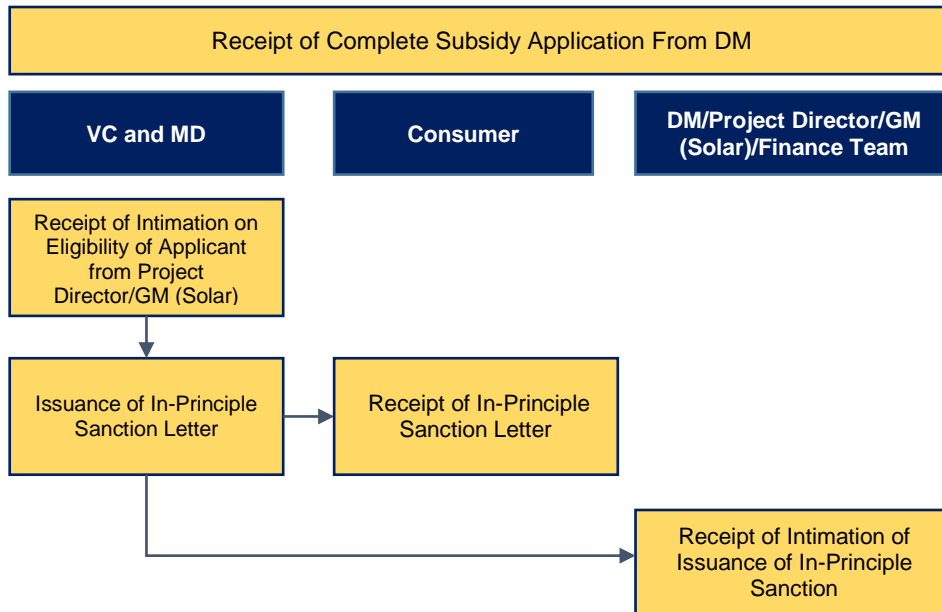 Receipt of Complete Subsidy Application From DM
VC and MD
Consumer
DM/Project Director/GM
(Solar)/Finance Team
Receipt of Intimation on
Eligibility of Applicant
from Project
Director/GM (Solar)
Issuance of In-Principle
Sanction Letter
Receipt of In-Principle
Sanction Letter
Receipt of Intimation of
Issuance of In-Principle
Sanction